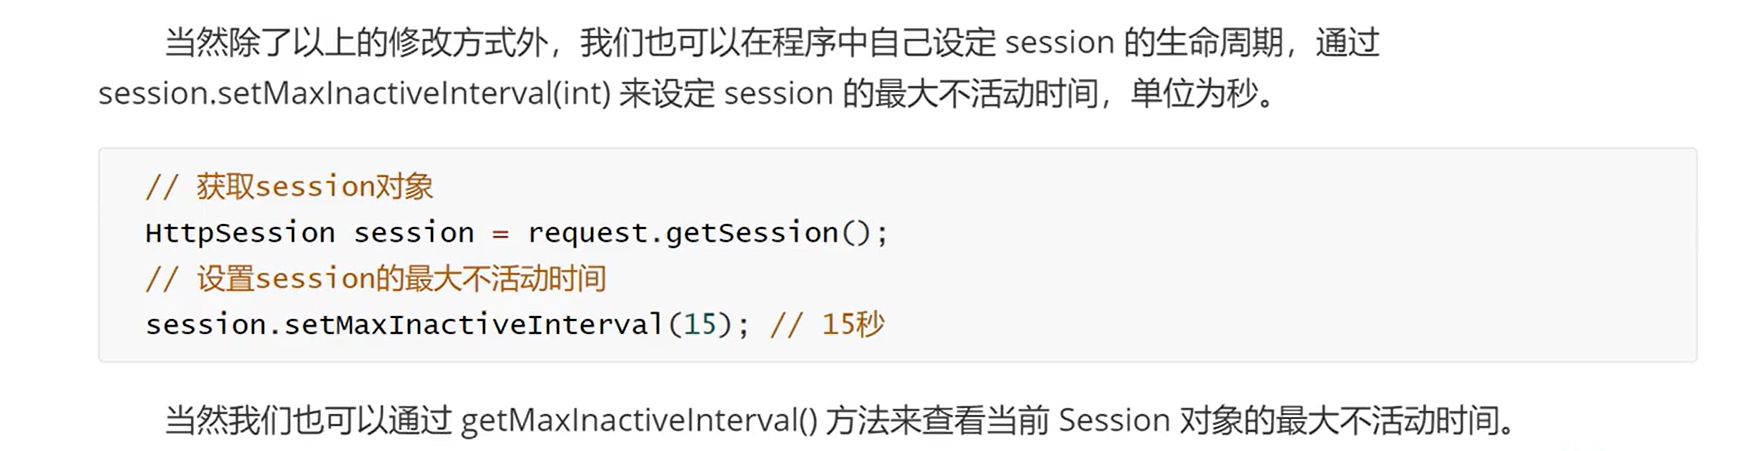 当然除了以上的修改方式外，我们也可以在程序中自己设定 session 的生命周期，通过
session.setMaxInactiveInterval(int) 来设定 session 的最大不活动时间，单位为秒。
// 获取session对象
HttpSession session = request.getSession();
// 设置session的最大不活动时间
session.setMaxInactiveInterval(15); // 15秒
当然我们也可以通过 getMaxInactiveInterval() 方法来查看当前 Session 对象的最大不活动时间。